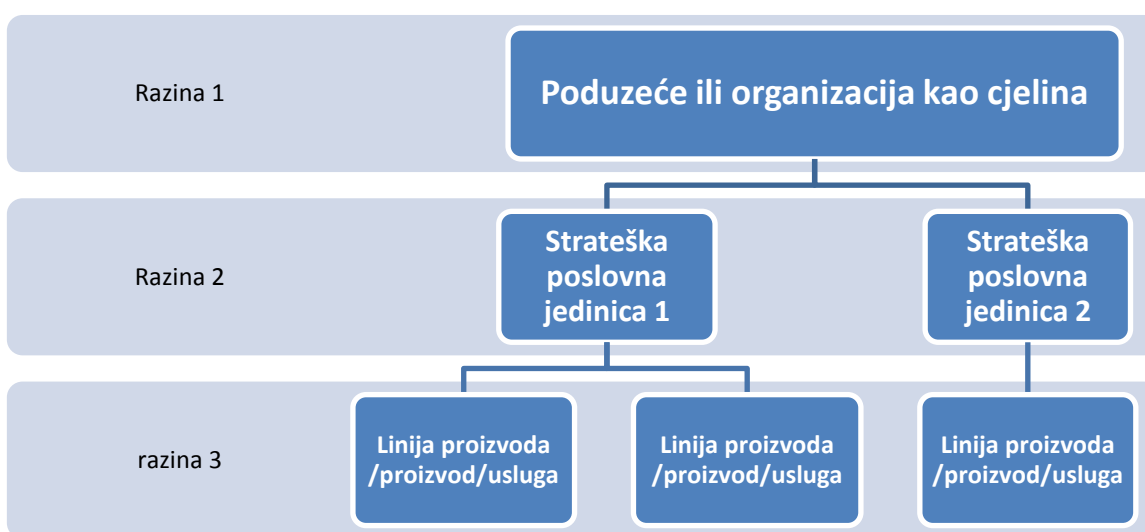 Razina 1
Poduzeće ili organizacija kao cjelina
Razina 2
Strateška
poslovna
jedinica 1
Strateška
poslovna
jedinica 2
razina 3
Linija proizvoda
/proizvod/usluga
Linija proizvoda
/proizvod/usluga
Linija proizvoda
/proizvod/usluga